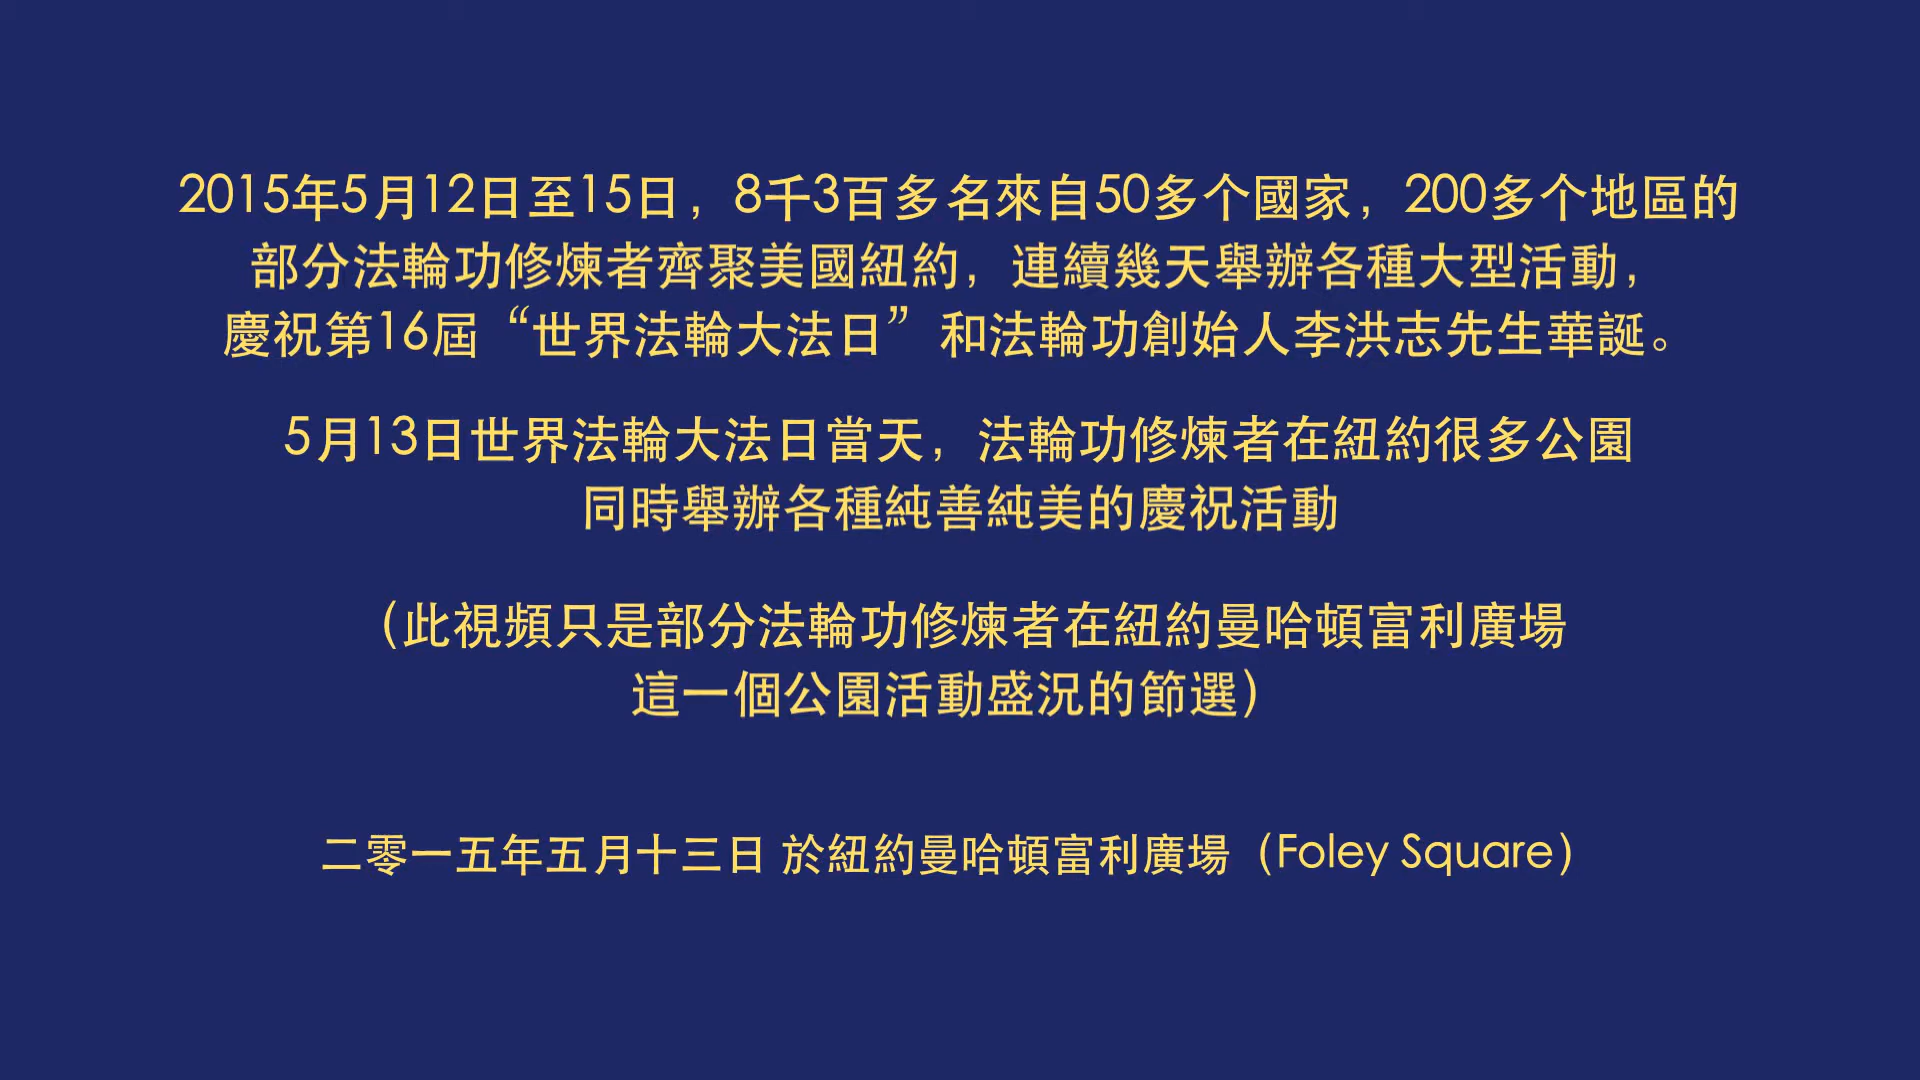 2015年5月12日至15日，8千3百多名來自50多个國家，200多个地區的
部分法輪功修煉者齊聚美國紐約，連續幾天舉辦各種大型活動，
慶祝第16屆“世界法輪大法日”和法輪功創始人李洪志先生華誕。
5月13日世界法輪大法日當天，法輪功修煉者在紐約很多公園
同時舉辦各種純善純美的慶祝活動
（此視頻只是部分法輪功修煉者在紐約曼哈頓富利廣場
這一個公園活動盛況的節選）
二零一五年五月十三日 於紐約曼哈頓富利廣場（Foley Square）